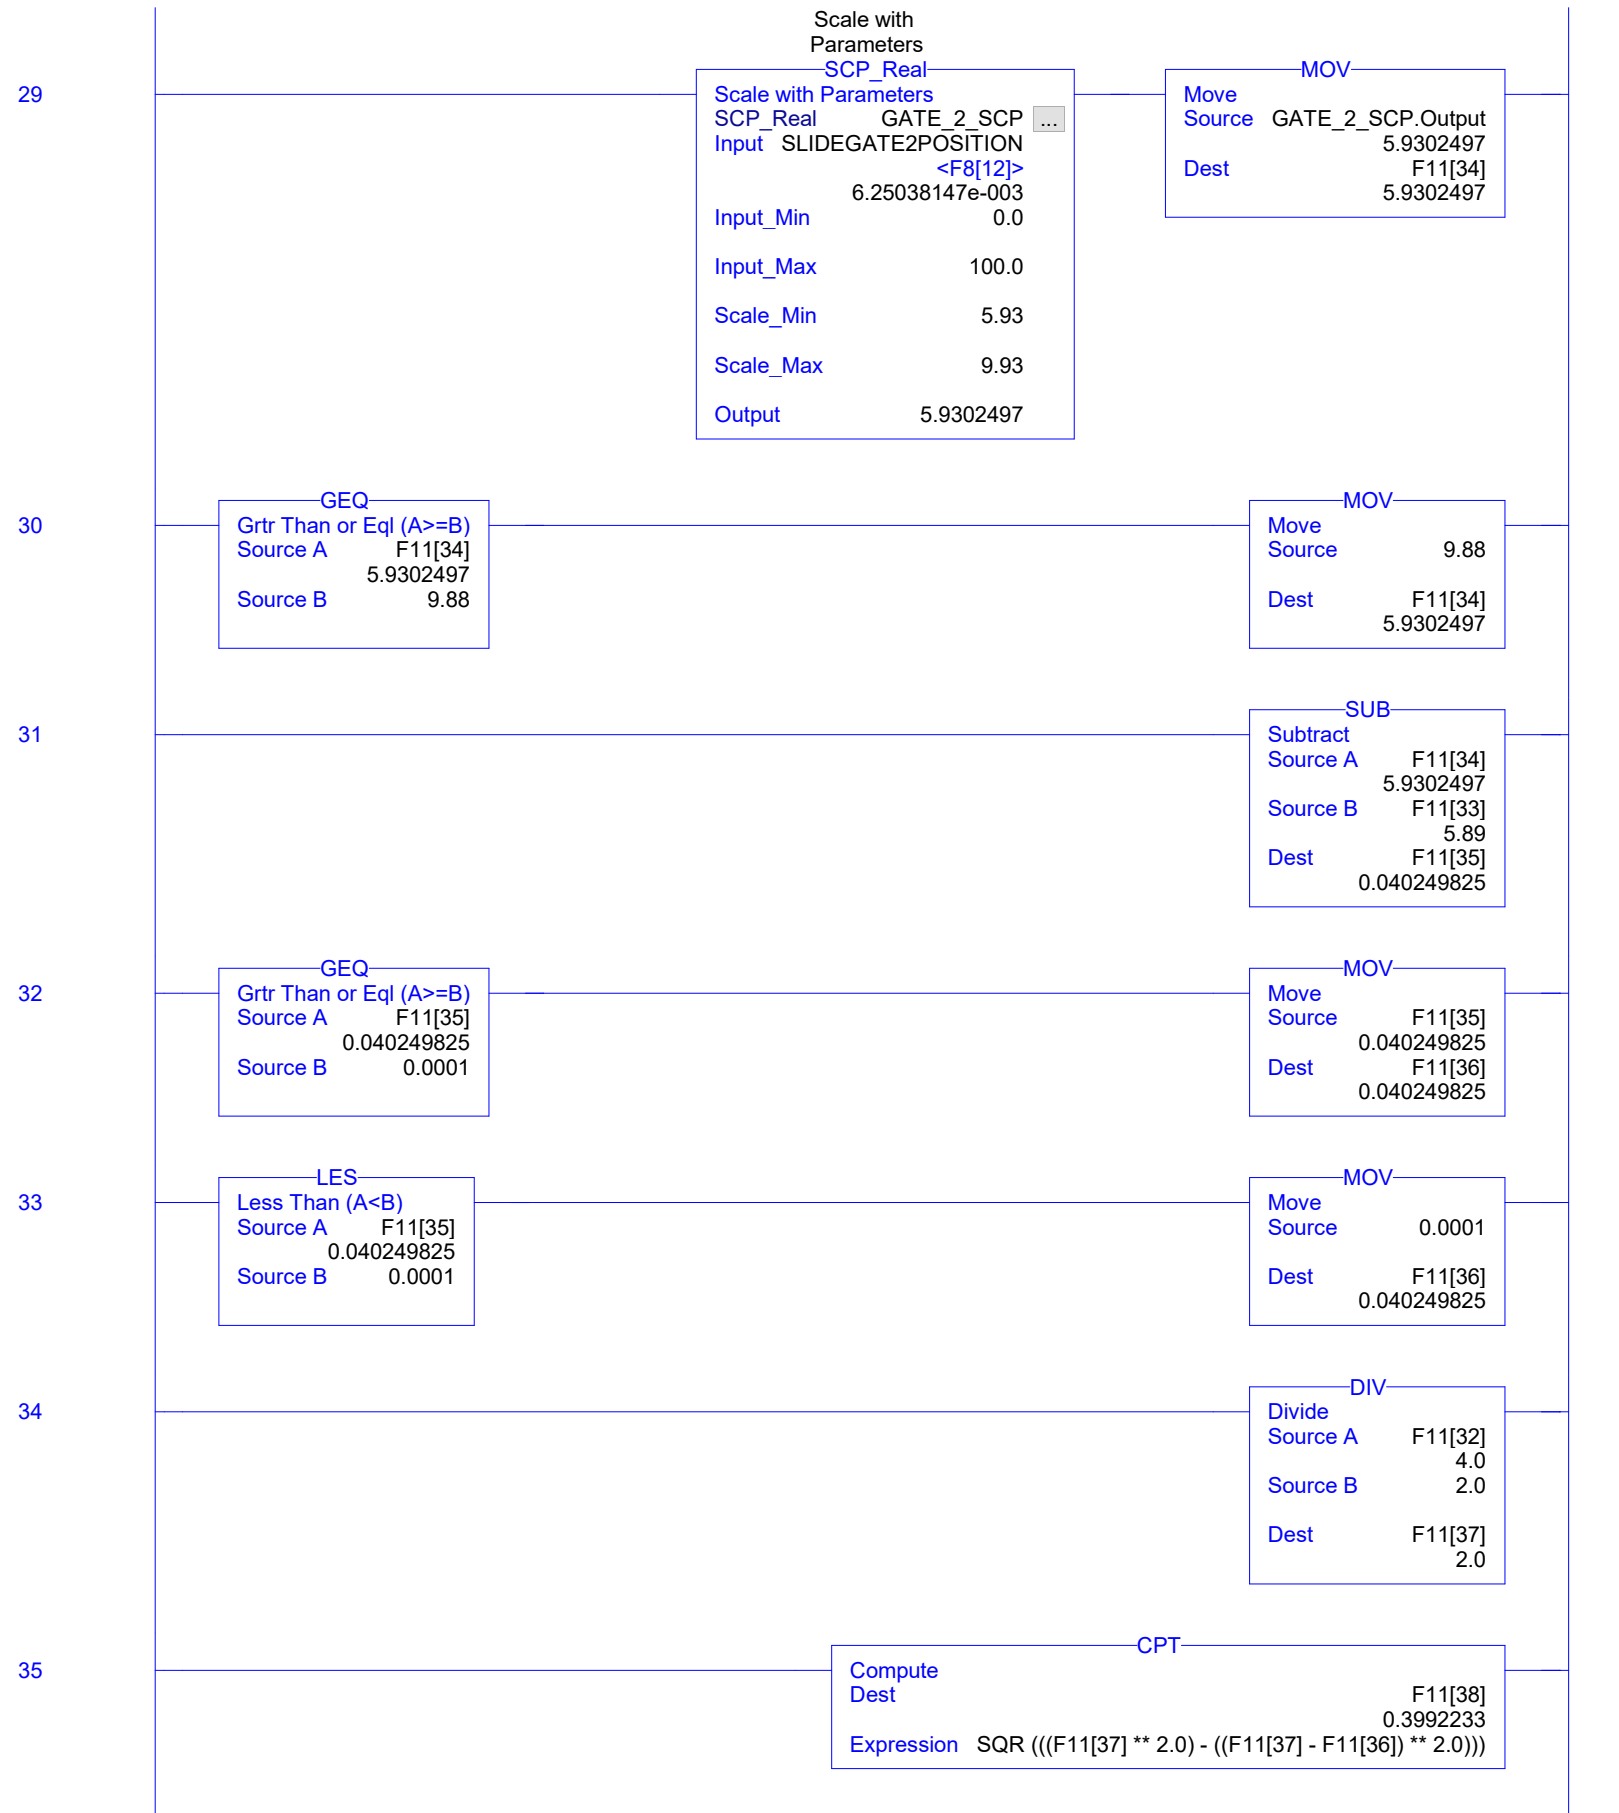 Scale with
Parameters
29
SCP_Real
Scale with Parameters
SCP_Real GATE_2_SCP ...
Input SLIDEGATE2POSITION
<F8[12]>
6.25038147e-003
Input_Min 0.0
Input_Max 100.0
Scale_Min 5.93
Scale_Max 9.93
Output 5.9302497
MOV
Move
Source GATE_2_SCP.Output
5.9302497
Dest F11[34]
5.9302497
30
GEQ
Grtr Than or Eql (A>=B)
Source A F11[34]
5.9302497
Source B 9.88
MOV
Move
Source 9.88
Dest F11[34]
5.9302497
31
SUB
Subtract
Source A F11[34]
5.9302497
Source B F11[33]
5.89
Dest F11[35]
0.040249825
32
GEQ
Grtr Than or Eql (A>=B)
Source A F11[35]
0.040249825
Source B 0.0001
MOV
Move
Source F11[35]
0.040249825
Dest F11[36]
0.040249825
33
LES
Less Than (A<B)
Source A F11[35]
0.040249825
Source B 0.0001
MOV
Move
Source 0.0001
Dest F11[36]
0.040249825
34
DIV
Divide
Source A F11[32]
4.0
Source B 2.0
Dest F11[37]
2.0
35
CPT
Compute
Dest F11[38]
0.3992233
Expression SQR (((F11[37] ** 2.0) - ((F11[37] - F11[36]) ** 2.0)))